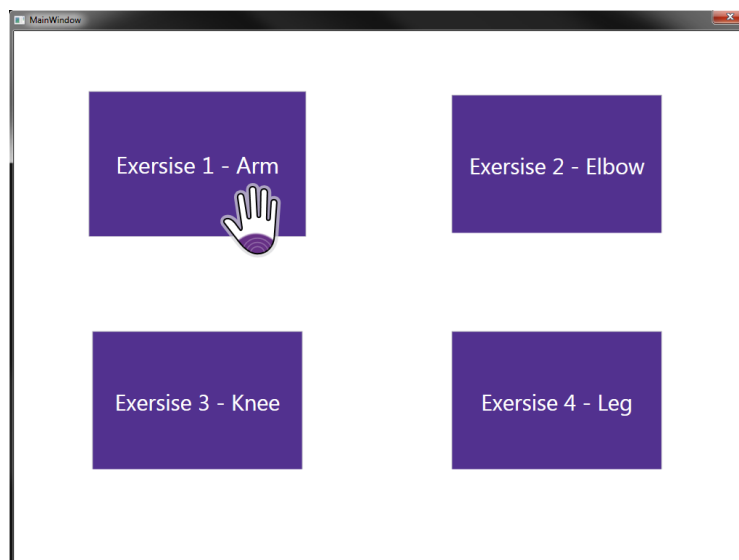 MainWindow
Exersise 1 - Arm
Exersise 2 - Elbow
Exersise 3 - Knee
Exersise 4 - Leg